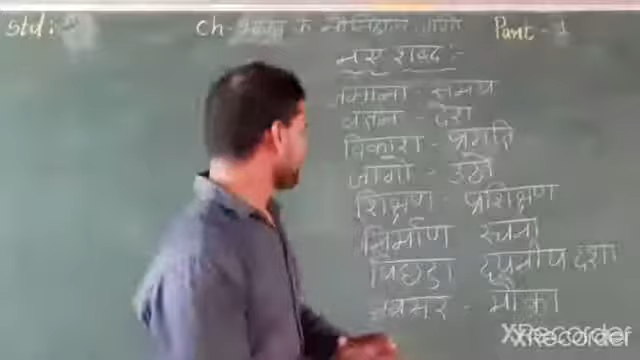 Std :
Ch- के नौनिहाल जागो Part - 1
नए शब्द :-
जमाना - समय
वतन - देश
विकास - प्रगति
जागो - उठो
शिक्षण - प्रशिक्षण
निर्माण रचना
पिछड़ा दयनीय दशा
अवसर - मौका
XRecorder